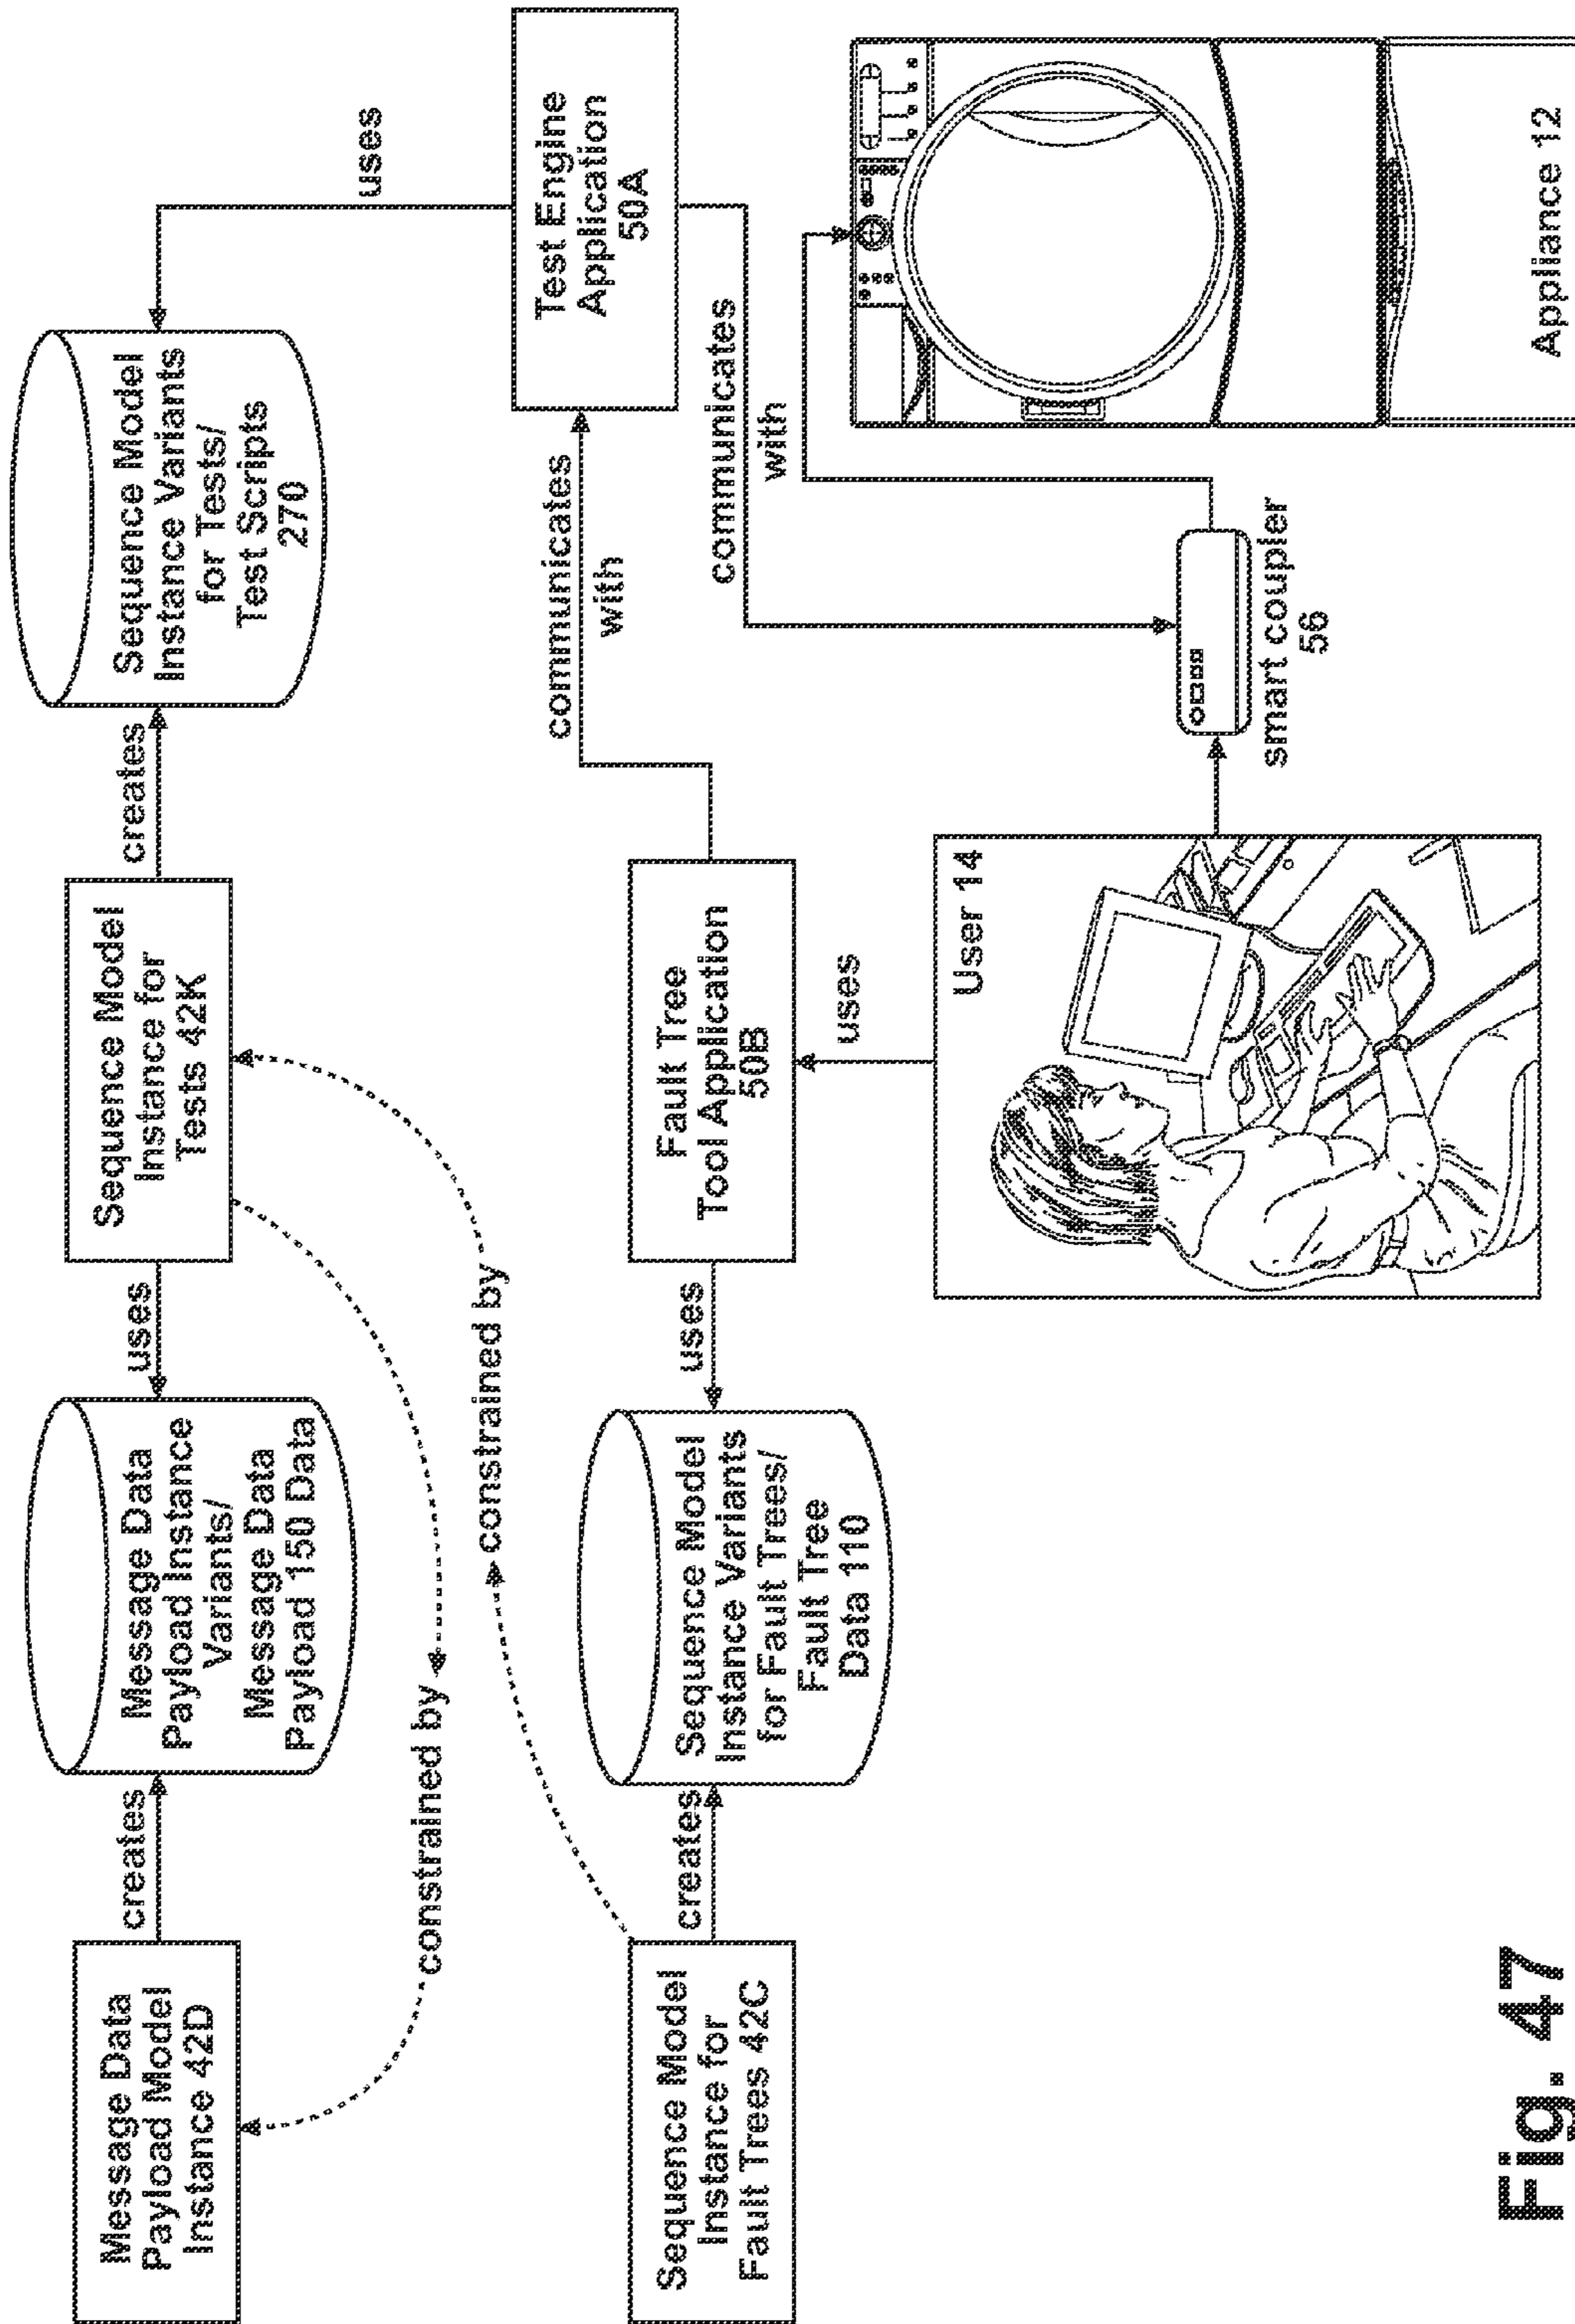 Message Data
Payload Model
Instance 42D
creates
Message Data
Payload Instance
Variants/
Message Data
Payload 150 Data
uses
Sequence Model
Instance for
Tests 42K
creates
Sequence Model
Instance Variants
for Tests/
Test Scripts
270
uses
constrained by
constrained by
Sequence Model
Instance for
Fault Trees 42C
creates
Sequence Model
Instance Variants
for Fault Trees/
Fault Tree
Data 110
uses
Fault Tree
Tool Application
50B
communicates
with
Test Engine
Application
50A
uses
communicates
with
User 14
smart coupler
56
Appliance 12
Fig. 47